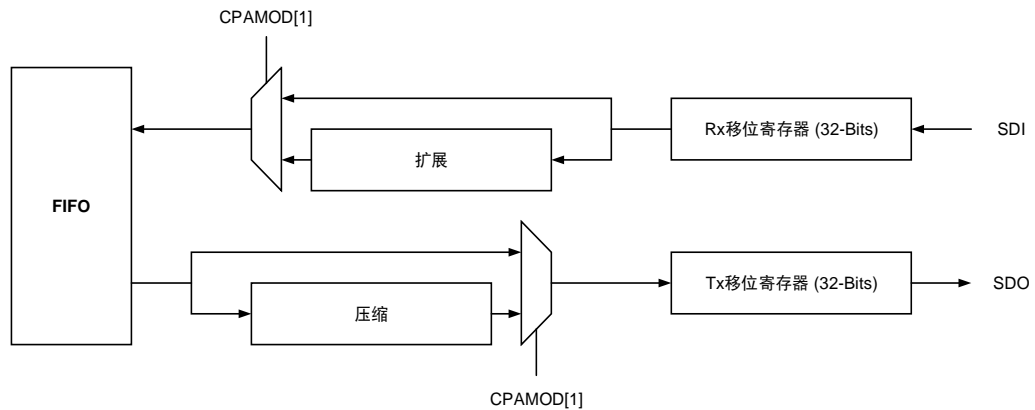 CPAMOD[1]
Rx移位寄存器 (32-Bits)
SDI
扩展
FIFO
Tx移位寄存器 (32-Bits)
SDO
压缩
CPAMOD[1]